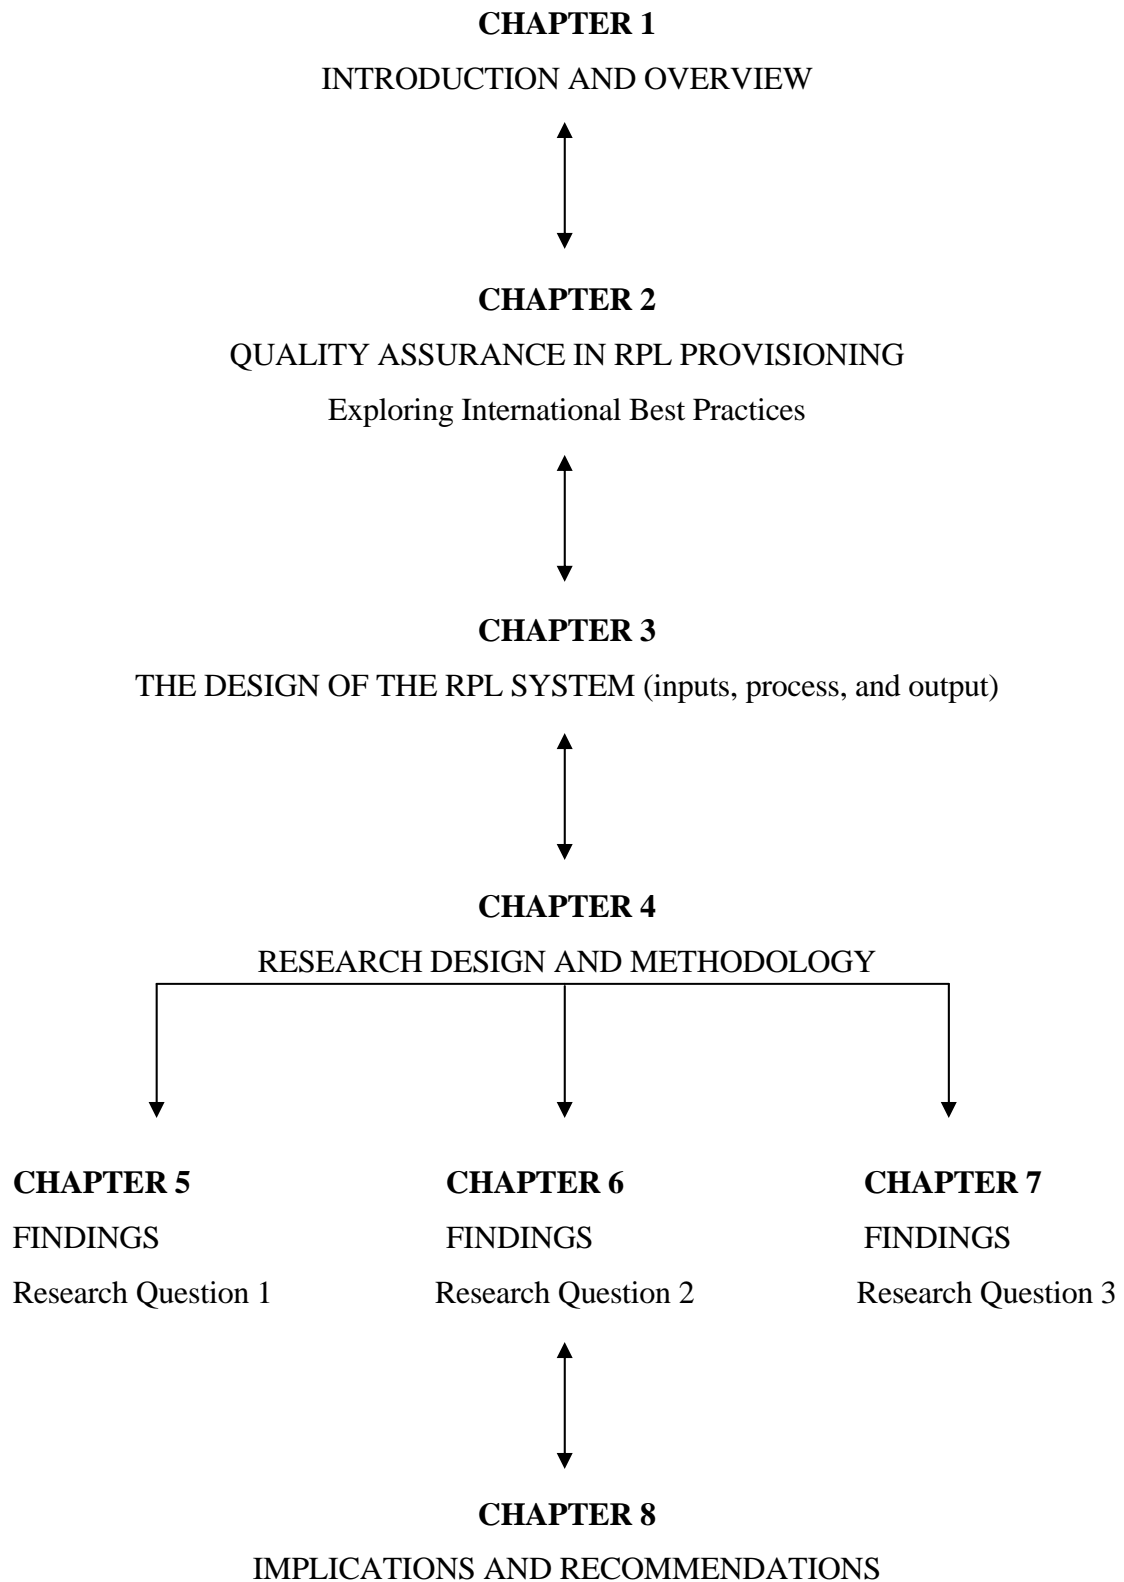 CHAPTER 1
INTRODUCTION AND OVERVIEW
CHAPTER 2
QUALITY ASSURANCE IN RPL PROVISIONING
Exploring International Best Practices
CHAPTER 3
THE DESIGN OF THE RPL SYSTEM (inputs, process, and output)
CHAPTER 4
RESEARCH DESIGN AND METHODOLOGY
CHAPTER 5
FINDINGS
Research Question 1
CHAPTER 6
FINDINGS
Research Question 2
CHAPTER 7
FINDINGS
Research Question 3
CHAPTER 8
IMPLICATIONS AND RECOMMENDATIONS